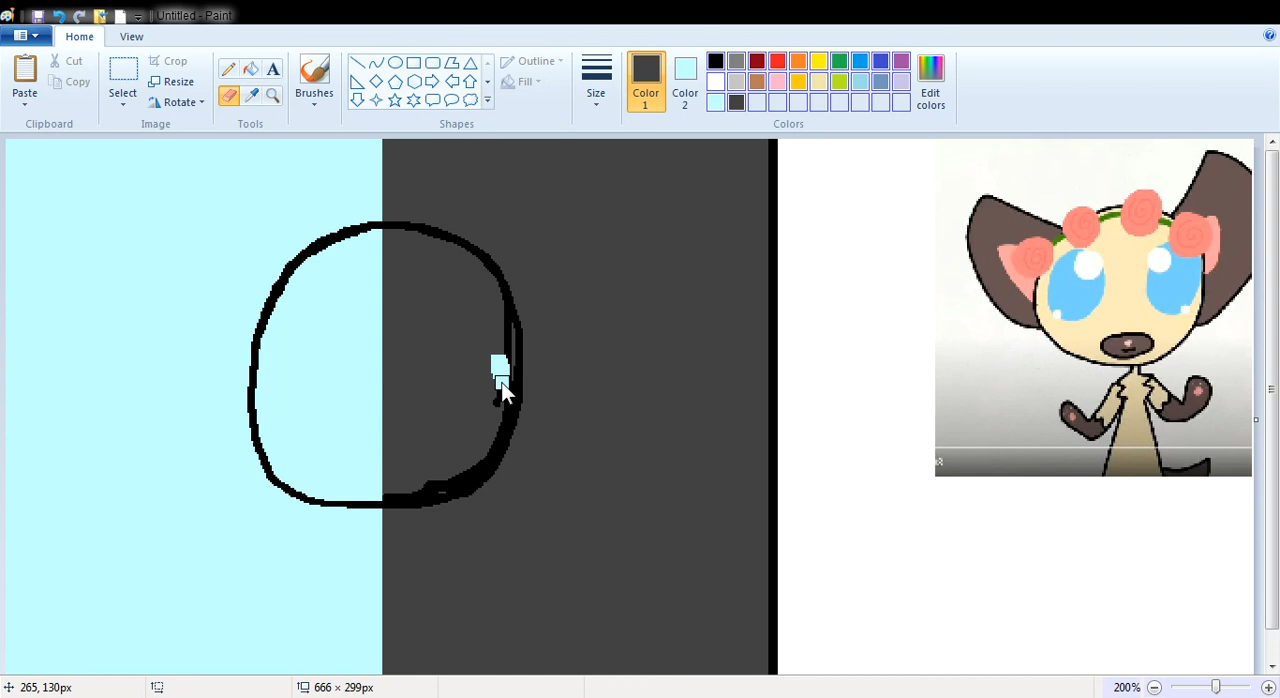 Untitled - Paint
Home View
Paste
Cut
Copy
Clipboard
Select
Crop
Resize
Rotate
Image
A
Tools
Brushes
Outline
Fill
Shapes
Size
Color 1
Color 2
Edit colors
Colors
265, 130px
666 × 299px
200%